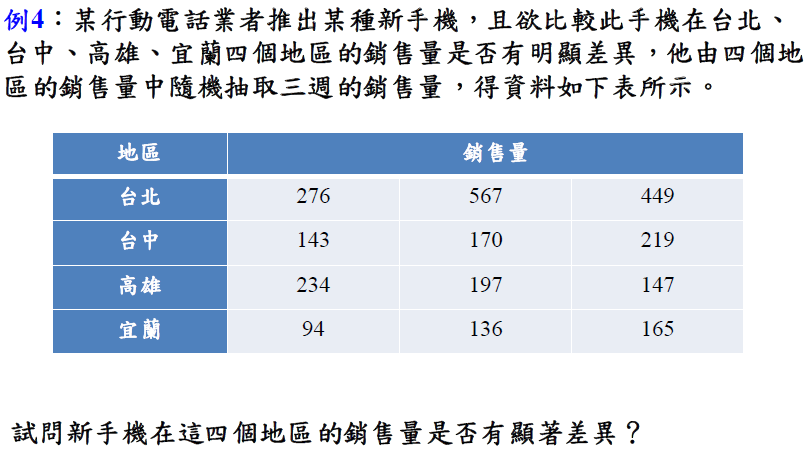 例4：某行動電話業者推出某種新手機，且欲比較此手機在台北、
台中、高雄、宜蘭四個地區的銷售量是否有明顯差異，他由四個地
區的銷售量中隨機抽取三週的銷售量，得資料如下表所示。
地區 銷售量
台北 276 567 449
台中 143 170 219
高雄 234 197 147
宜蘭 94 136 165
試問新手機在這四個地區的銷售量是否有顯著差異？